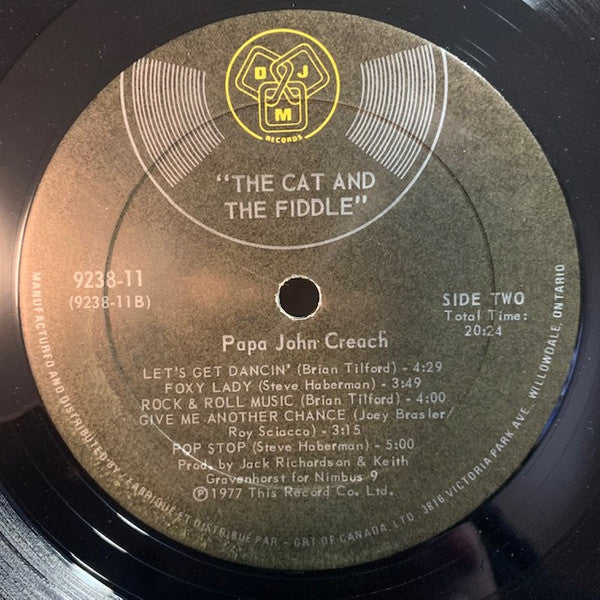 D J
M
RECORDS
"THE CAT AND
THE FIDDLE"
9238-11
(9238-11B)
SIDE TWO
Total Time:
20:24
Papa John Creach
LET'S GET DANCIN' (Brian Tilford) - 4:29
FOXY LADY (Steve Haberman) - 3:49
ROCK & ROLL MUSIC (Brian Tilford) - 4:00
GIVE ME ANOTHER CHANCE (Joey Brasler/
Roy Sciacco) - 3:15
POP STOP (Steve Haberman) - 5:00
Prod. by Jack Richardson & Keith
Gravenhorst for Nimbus 9
Ⓟ1977 This Record Co. Ltd.
MANUFACTURED AND DISTRIBUTED BY - FABRIQUE ET DISTRIBUÉ PAR - GRT OF CANADA, LTD. 3816 VICTORIA PARK AVE. WILLOWDALE, ONTARIO